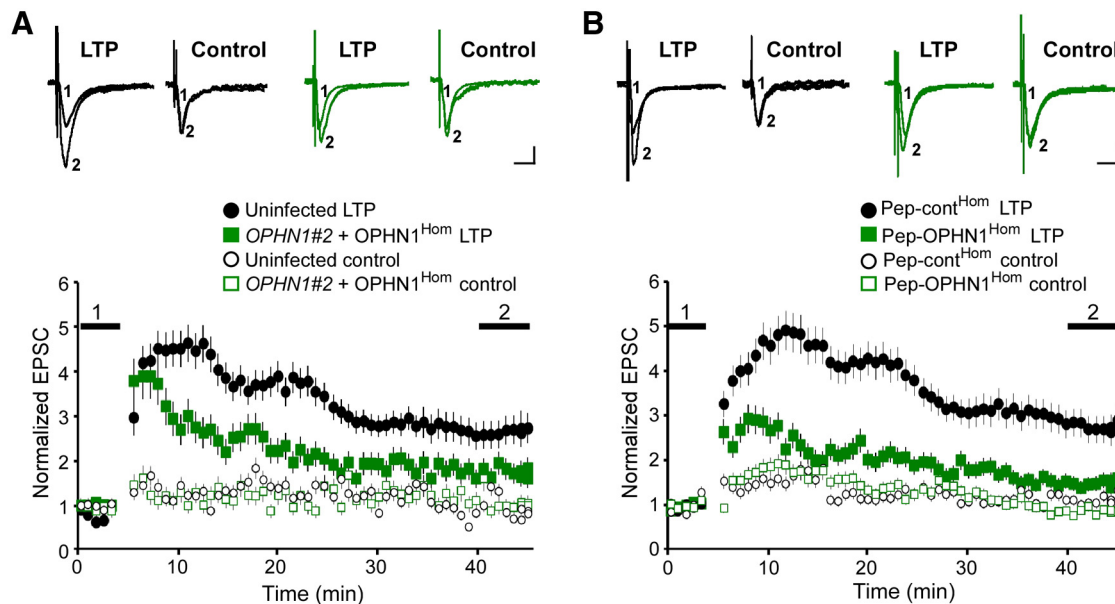 A
LTP
Control
LTP
Control
1
2
1
2
1
2
1
2
Uninfected LTP
OPHN1#2 + OPHN1Hom LTP
Uninfected control
OPHN1#2 + OPHN1Hom control
1
2
Normalized EPSC
6
5
4
3
2
1
0
0
10
20
30
40
Time (min)
B
LTP
Control
LTP
Control
1
2
1
2
1
2
1
2
Pep-contHom LTP
Pep-OPHN1Hom LTP
Pep-contHom control
Pep-OPHN1Hom control
1
2
Normalized EPSC
6
5
4
3
2
1
0
0
10
20
30
40
Time (min)